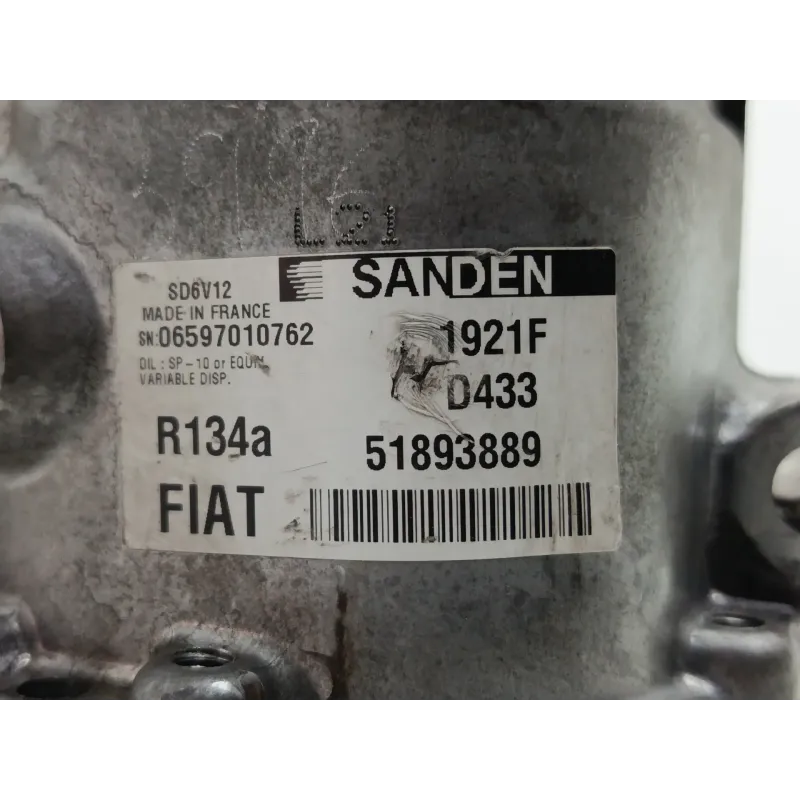 L21
SANDEN
SD6V12
MADE IN FRANCE
SN:06597010762
1921F
OIL : SP-10 or EQUIV.
VARIABLE DISP.
D433
R134a
51893889
FIAT